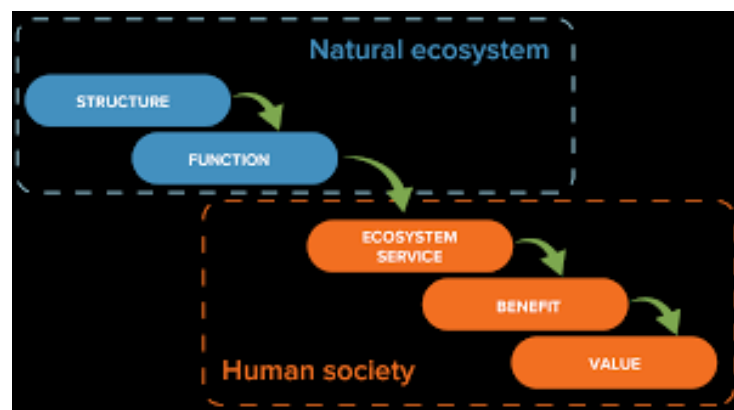 Natural ecosystem
STRUCTURE
FUNCTION
ECOSYSTEM
SERVICE
BENEFIT
VALUE
Human society